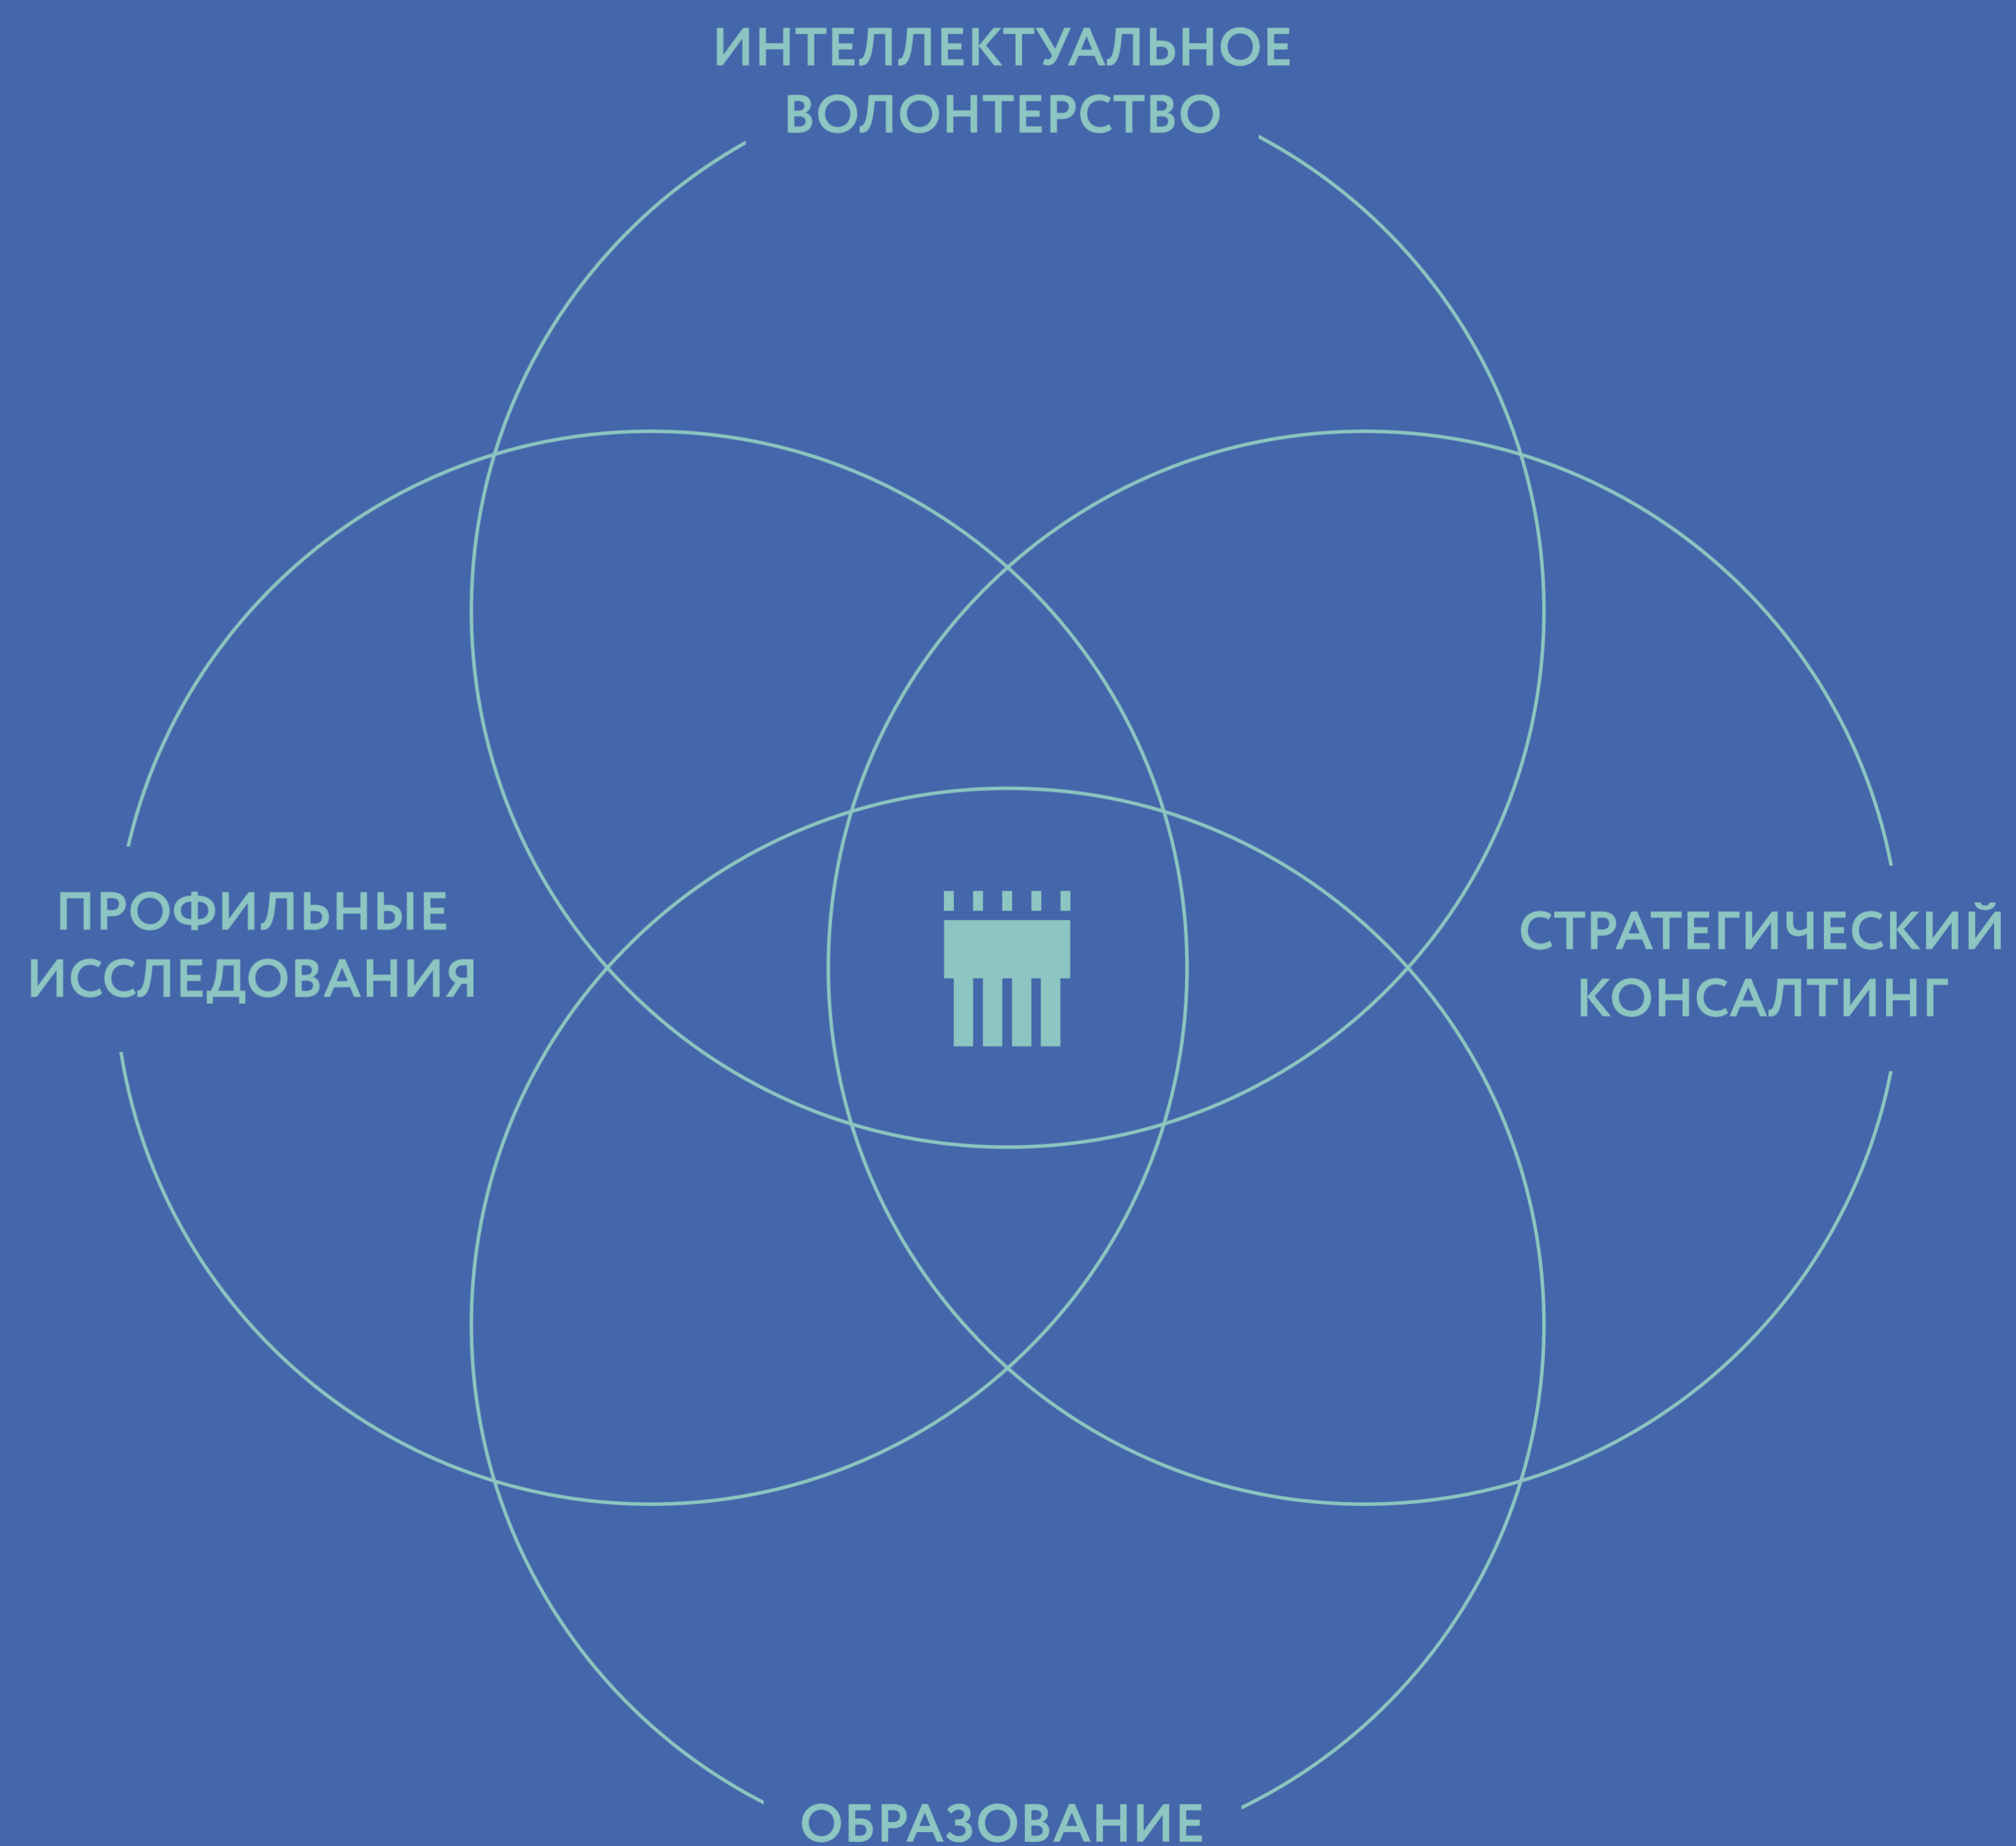 ИНТЕЛЛЕКТУАЛЬНОЕ
ВОЛОНТЕРСТВО
ПРОФИЛЬНЫЕ
ИССЛЕДОВАНИЯ
СТРАТЕГИЧЕСКИЙ
КОНСАЛТИНГ
ОБРАЗОВАНИЕ